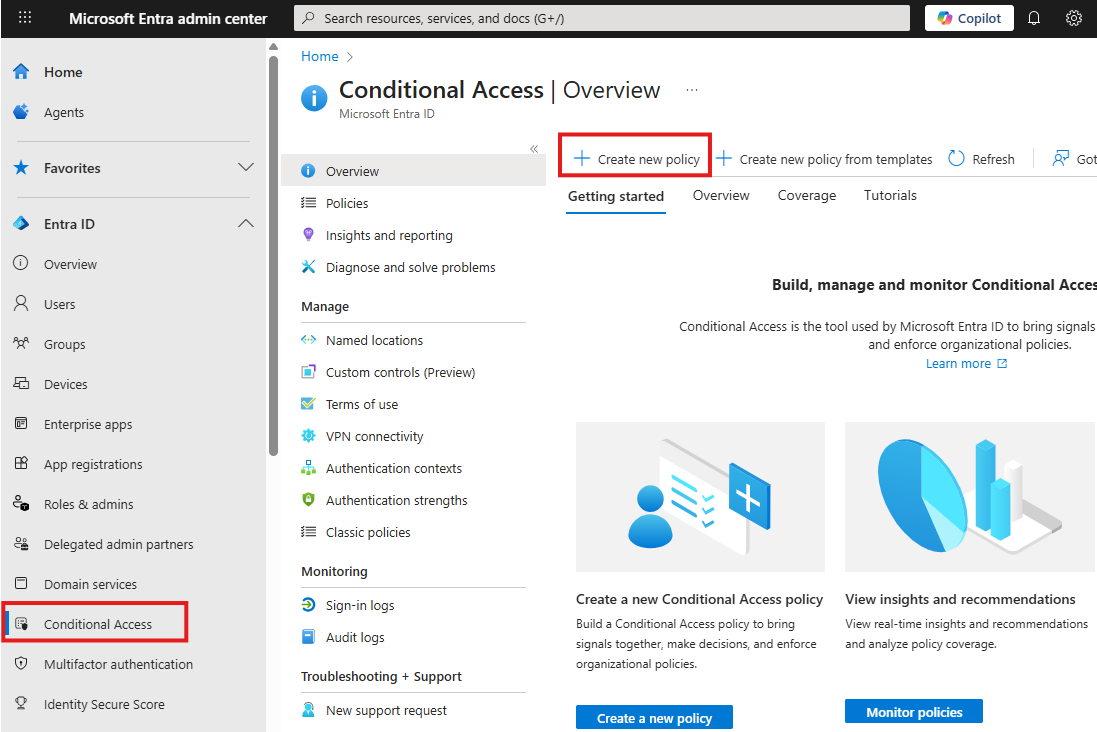 Microsoft Entra admin center
Search resources, services, and docs (G+/)
Copilot
Home
Agents
Favorites
Entra ID
Overview
Users
Groups
Devices
Enterprise apps
App registrations
Roles & admins
Delegated admin partners
Domain services
Conditional Access
Multifactor authentication
Identity Secure Score
Home
Conditional Access | Overview
Microsoft Entra ID
Overview
Policies
Insights and reporting
Diagnose and solve problems
Manage
Named locations
Custom controls (Preview)
Terms of use
VPN connectivity
Authentication contexts
Authentication strengths
Classic policies
Monitoring
Sign-in logs
Audit logs
Troubleshooting + Support
New support request
Create new policy
Create new policy from templates
Refresh
Got
Getting started
Overview
Coverage
Tutorials
Build, manage and monitor Conditional Acces
Conditional Access is the tool used by Microsoft Entra ID to bring signals
and enforce organizational policies.
Learn more
Create a new Conditional Access policy
Build a Conditional Access policy to bring
signals together, make decisions, and enforce
organizational policies.
Create a new policy
View insights and recommendations
View real-time insights and recommendations
and analyze policy coverage.
Monitor policies